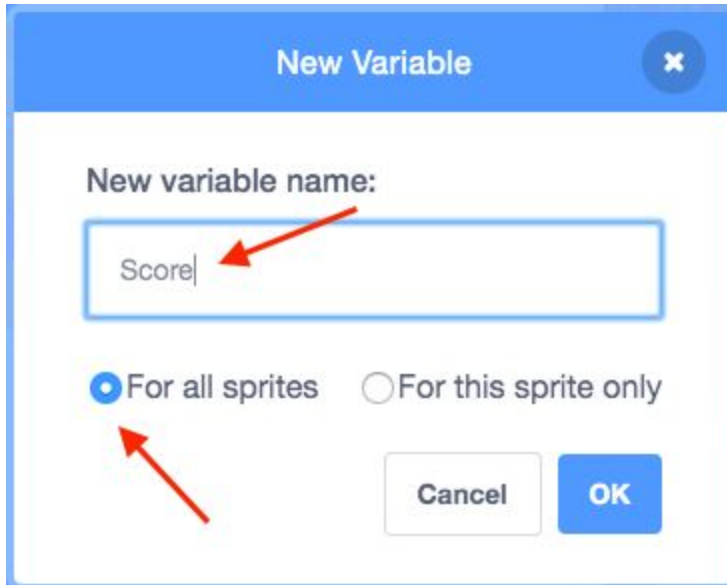 New Variable
New variable name:
Score
For all sprites For this sprite only
Cancel OK